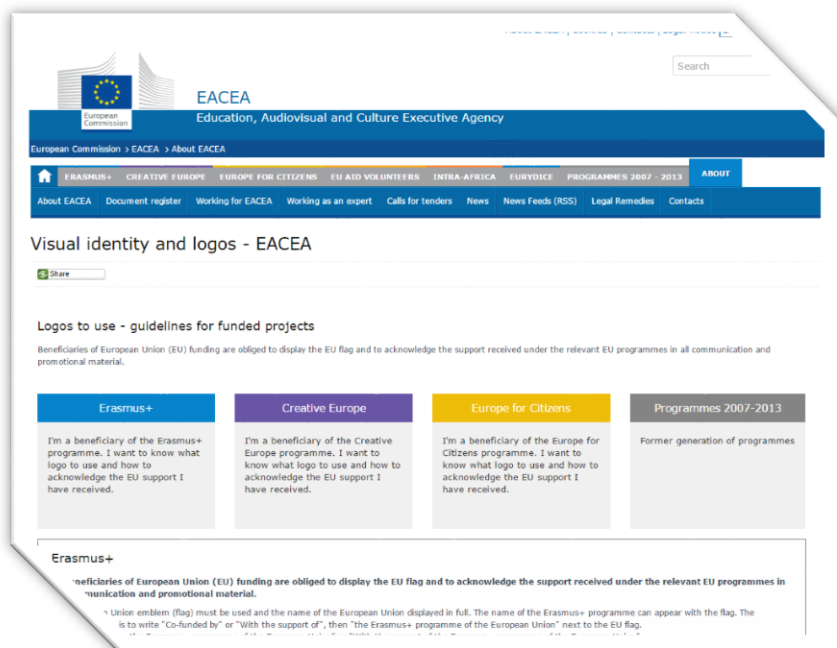 Search
European
Commission
EACEA
Education, Audiovisual and Culture Executive Agency
European Commission > EACEA > About EACEA
ERASMUS+ CREATIVE EUROPE EUROPE FOR CITIZENS EU AID VOLUNTEERS INTRA-AFRICA EURYDICE PROGRAMMES 2007 - 2013 ABOUT
About EACEA Document register Working for EACEA Working as an expert Calls for tenders News News Feeds (RSS) Legal Remedies Contacts
Visual identity and logos - EACEA
Share
Logos to use - guidelines for funded projects
Beneficiaries of European Union (EU) funding are obliged to display the EU flag and to acknowledge the support received under the relevant EU programmes in all communication and
promotional material.
Erasmus+
I'm a beneficiary of the Erasmus+
programme. I want to know what
logo to use and how to
acknowledge the EU support I
have received.
Creative Europe
I'm a beneficiary of the Creative
Europe programme. I want to
know what logo to use and how to
acknowledge the EU support I
have received.
Europe for Citizens
I'm a beneficiary of the Europe for
Citizens programme. I want to
know what logo to use and how to
acknowledge the EU support I
have received.
Programmes 2007-2013
Former generation of programmes
Erasmus+
neficiaries of European Union (EU) funding are obliged to display the EU flag and to acknowledge the support received under the relevant EU programmes in
munication and promotional material.
Union emblem (flag) must be used and the name of the European Union displayed in full. The name of the Erasmus+ programme can appear with the flag. The
is to write "Co-funded by" or "With the support of", then "the Erasmus+ programme of the European Union" next to the EU flag.